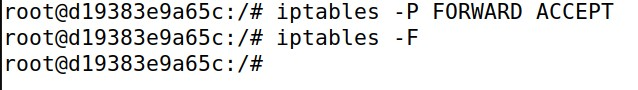 root@d19383e9a65c:/# iptables -P FORWARD ACCEPT
root@d19383e9a65c:/# iptables -F
root@d19383e9a65c:/#